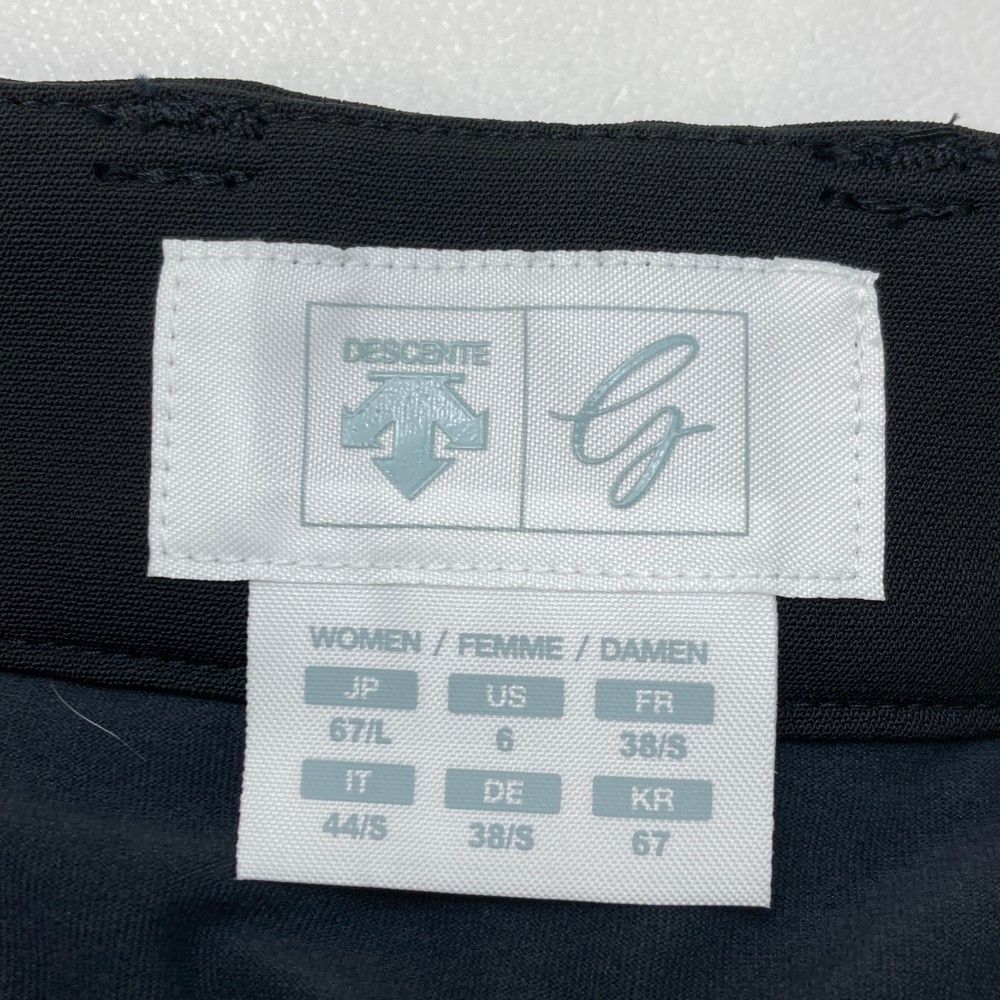 DESCENTE
G
WOMEN / FEMME / DAMEN
JP US FR
67/L 6 38/S
IT DE KR
44/S 38/S 67